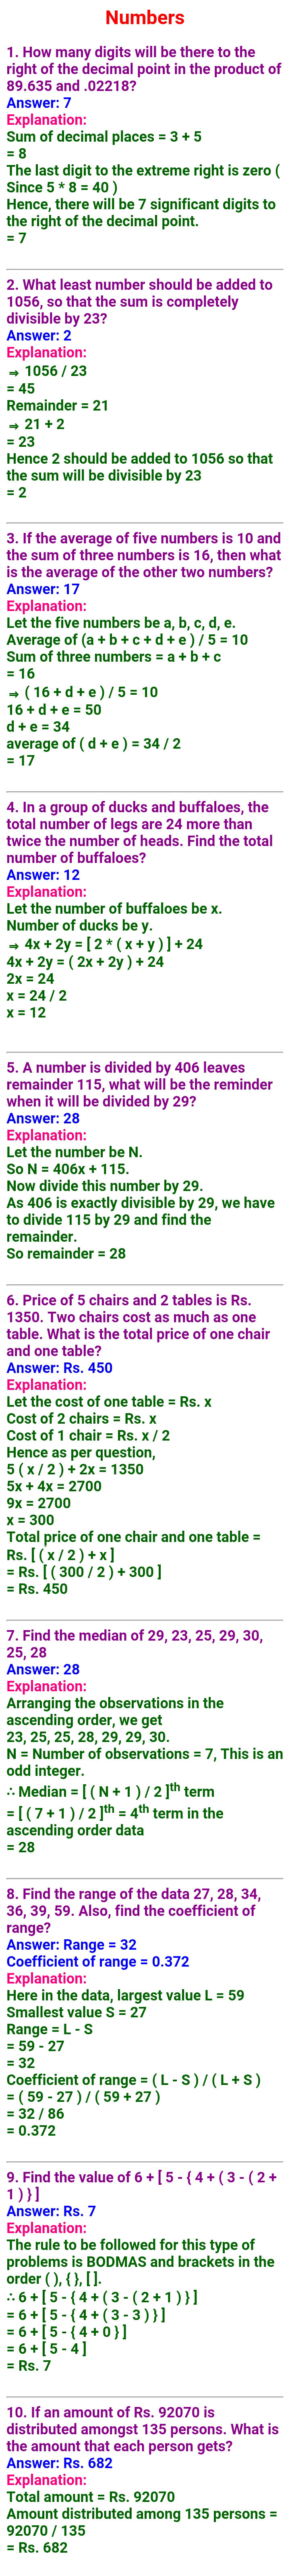 Numbers
1. How many digits will be there to the
right of the decimal point in the product of
89.635 and .02218?
Answer: 7
Explanation:
Sum of decimal places = 3 + 5
= 8
The last digit to the extreme right is zero (
Since 5 * 8 = 40 )
Hence, there will be 7 significant digits to
the right of the decimal point.
= 7
2. What least number should be added to
1056, so that the sum is completely
divisible by 23?
Answer: 2
Explanation:
⇒ 1056 / 23
= 45
Remainder = 21
⇒ 21 + 2
= 23
Hence 2 should be added to 1056 so that
the sum will be divisible by 23
= 2
3. If the average of five numbers is 10 and
the sum of three numbers is 16, then what
is the average of the other two numbers?
Answer: 17
Explanation:
Let the five numbers be a, b, c, d, e.
Average of (a + b + c + d + e ) / 5 = 10
Sum of three numbers = a + b + c
= 16
⇒ ( 16 + d + e ) / 5 = 10
16 + d + e = 50
d + e = 34
average of ( d + e ) = 34 / 2
= 17
4. In a group of ducks and buffaloes, the
total number of legs are 24 more than
twice the number of heads. Find the total
number of buffaloes?
Answer: 12
Explanation:
Let the number of buffaloes be x.
Number of ducks be y.
⇒ 4x + 2y = [ 2 * ( x + y ) ] + 24
4x + 2y = ( 2x + 2y ) + 24
2x = 24
x = 24 / 2
x = 12
5. A number is divided by 406 leaves
remainder 115, what will be the reminder
when it will be divided by 29?
Answer: 28
Explanation:
Let the number be N.
So N = 406x + 115.
Now divide this number by 29.
As 406 is exactly divisible by 29, we have
to divide 115 by 29 and find the
remainder.
So remainder = 28
6. Price of 5 chairs and 2 tables is Rs.
1350. Two chairs cost as much as one
table. What is the total price of one chair
and one table?
Answer: Rs. 450
Explanation:
Let the cost of one table = Rs. x
Cost of 2 chairs = Rs. x
Cost of 1 chair = Rs. x / 2
Hence as per question,
5 ( x / 2 ) + 2x = 1350
5x + 4x = 2700
9x = 2700
x = 300
Total price of one chair and one table =
Rs. [ ( x / 2 ) + x ]
= Rs. [ ( 300 / 2 ) + 300 ]
= Rs. 450
7. Find the median of 29, 23, 25, 29, 30,
25, 28
Answer: 28
Explanation:
Arranging the observations in the
ascending order, we get
23, 25, 25, 28, 29, 29, 30.
N = Number of observations = 7, This is an
odd integer.
∴ Median = [ ( N + 1 ) / 2 ]th term
= [ ( 7 + 1 ) / 2 ]th = 4th term in the
ascending order data
= 28
8. Find the range of the data 27, 28, 34,
36, 39, 59. Also, find the coefficient of
range?
Answer: Range = 32
Coefficient of range = 0.372
Explanation:
Here in the data, largest value L = 59
Smallest value S = 27
Range = L - S
= 59 - 27
= 32
Coefficient of range = ( L - S ) / ( L + S )
= ( 59 - 27 ) / ( 59 + 27 )
= 32 / 86
= 0.372
9. Find the value of 6 + [ 5 - { 4 + ( 3 - ( 2 +
1 ) } ]
Answer: Rs. 7
Explanation:
The rule to be followed for this type of
problems is BODMAS and brackets in the
order ( ), { }, [ ].
∴ 6 + [ 5 - { 4 + ( 3 - ( 2 + 1 ) } ]
= 6 + [ 5 - { 4 + ( 3 - 3 ) } ]
= 6 + [ 5 - { 4 + 0 } ]
= 6 + [ 5 - 4 ]
= Rs. 7
10. If an amount of Rs. 92070 is
distributed amongst 135 persons. What is
the amount that each person gets?
Answer: Rs. 682
Explanation:
Total amount = Rs. 92070
Amount distributed among 135 persons =
92070 / 135
= Rs. 682